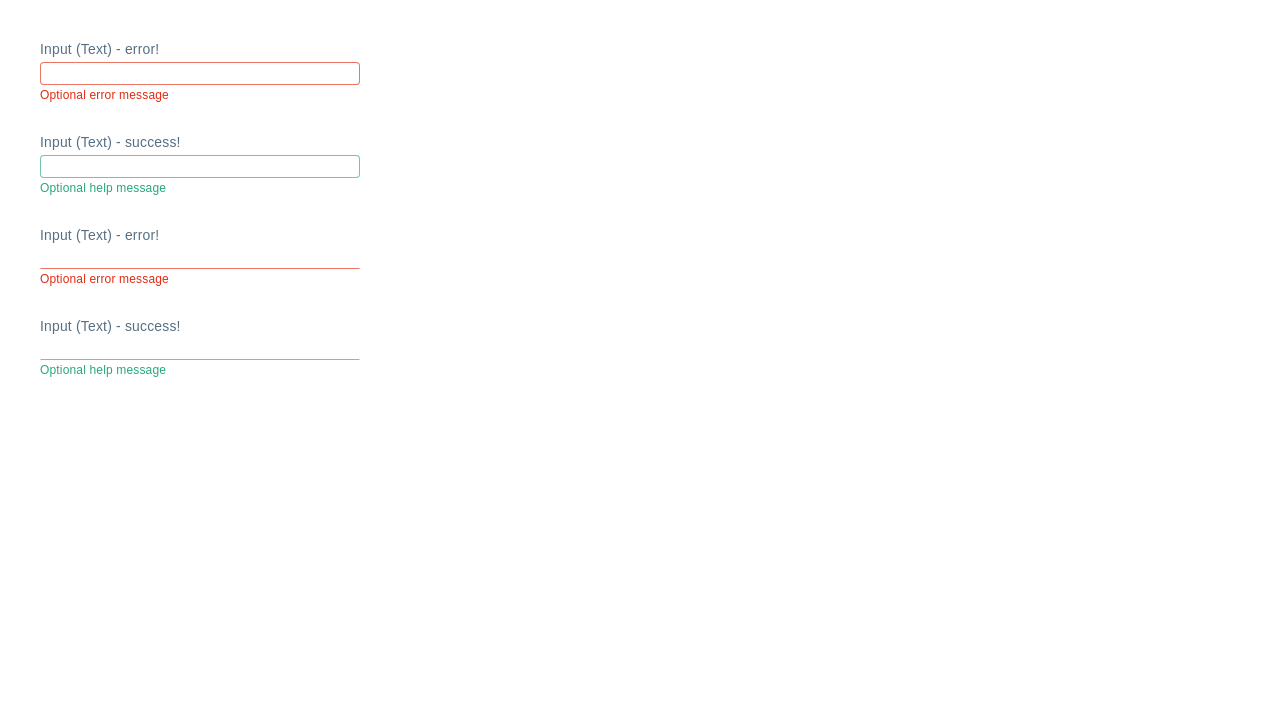 Input (Text) - error!
Optional error message
Input (Text) - success!
Optional help message
Input (Text) - error!
Optional error message
Input (Text) - success!
Optional help message